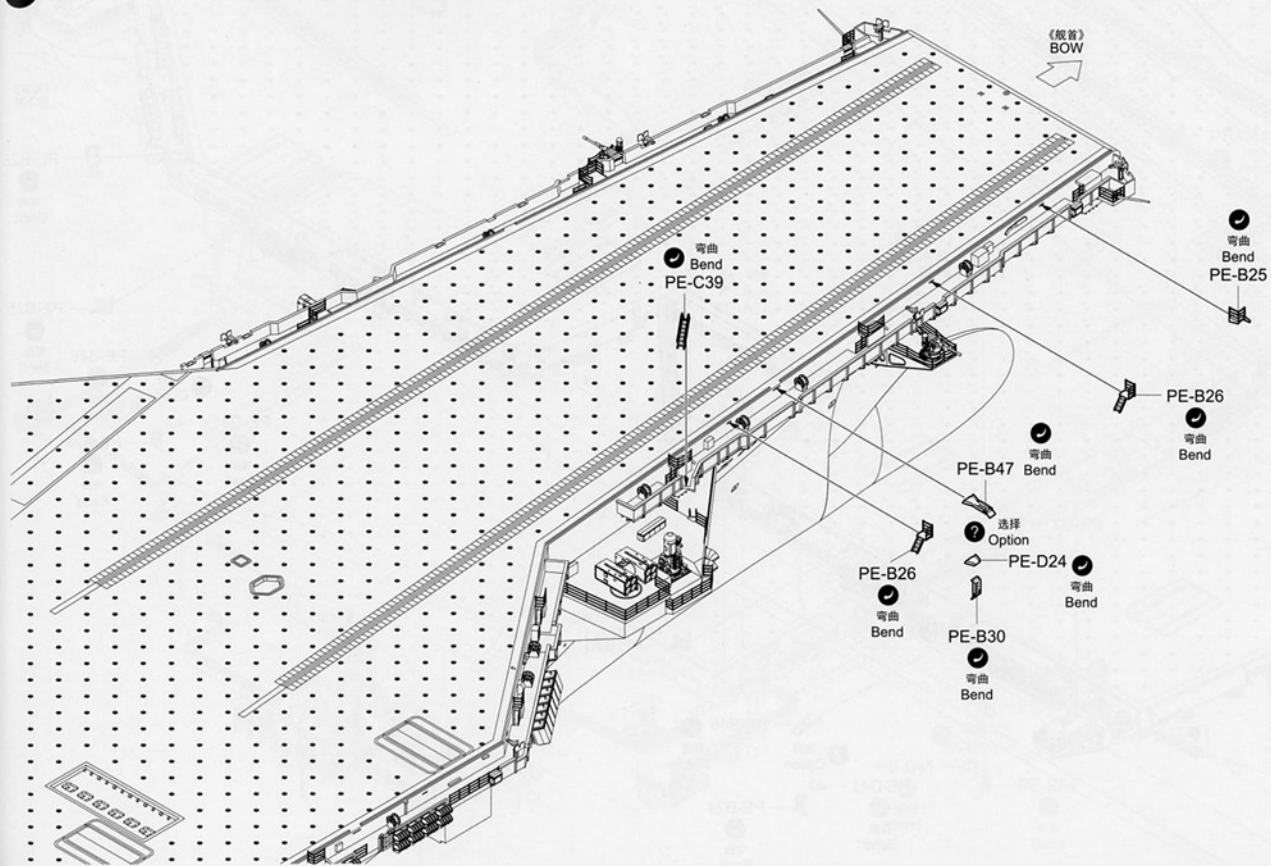 《舰首》
BOW
弯曲
Bend
PE-C39
弯曲
Bend
PE-B25
PE-B26
弯曲
Bend
弯曲
Bend
PE-B47
?
选择
Option
PE-D24
弯曲
Bend
PE-B26
弯曲
Bend
PE-B30
弯曲
Bend